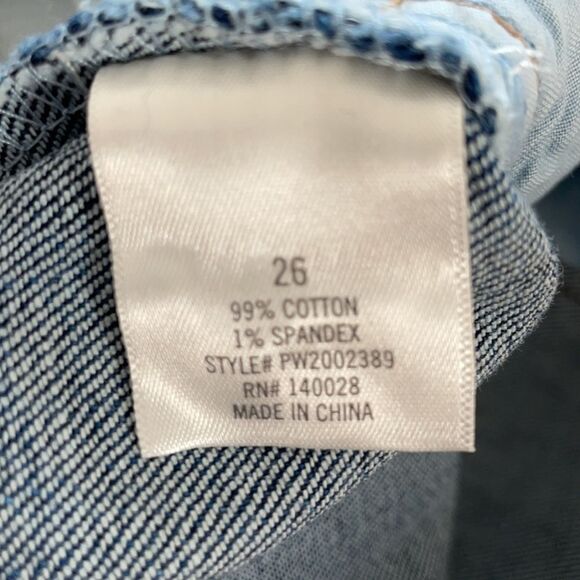 26
99% COTTON
1% SPANDEX
STYLE# PW2002389
RN# 140028
MADE IN CHINA